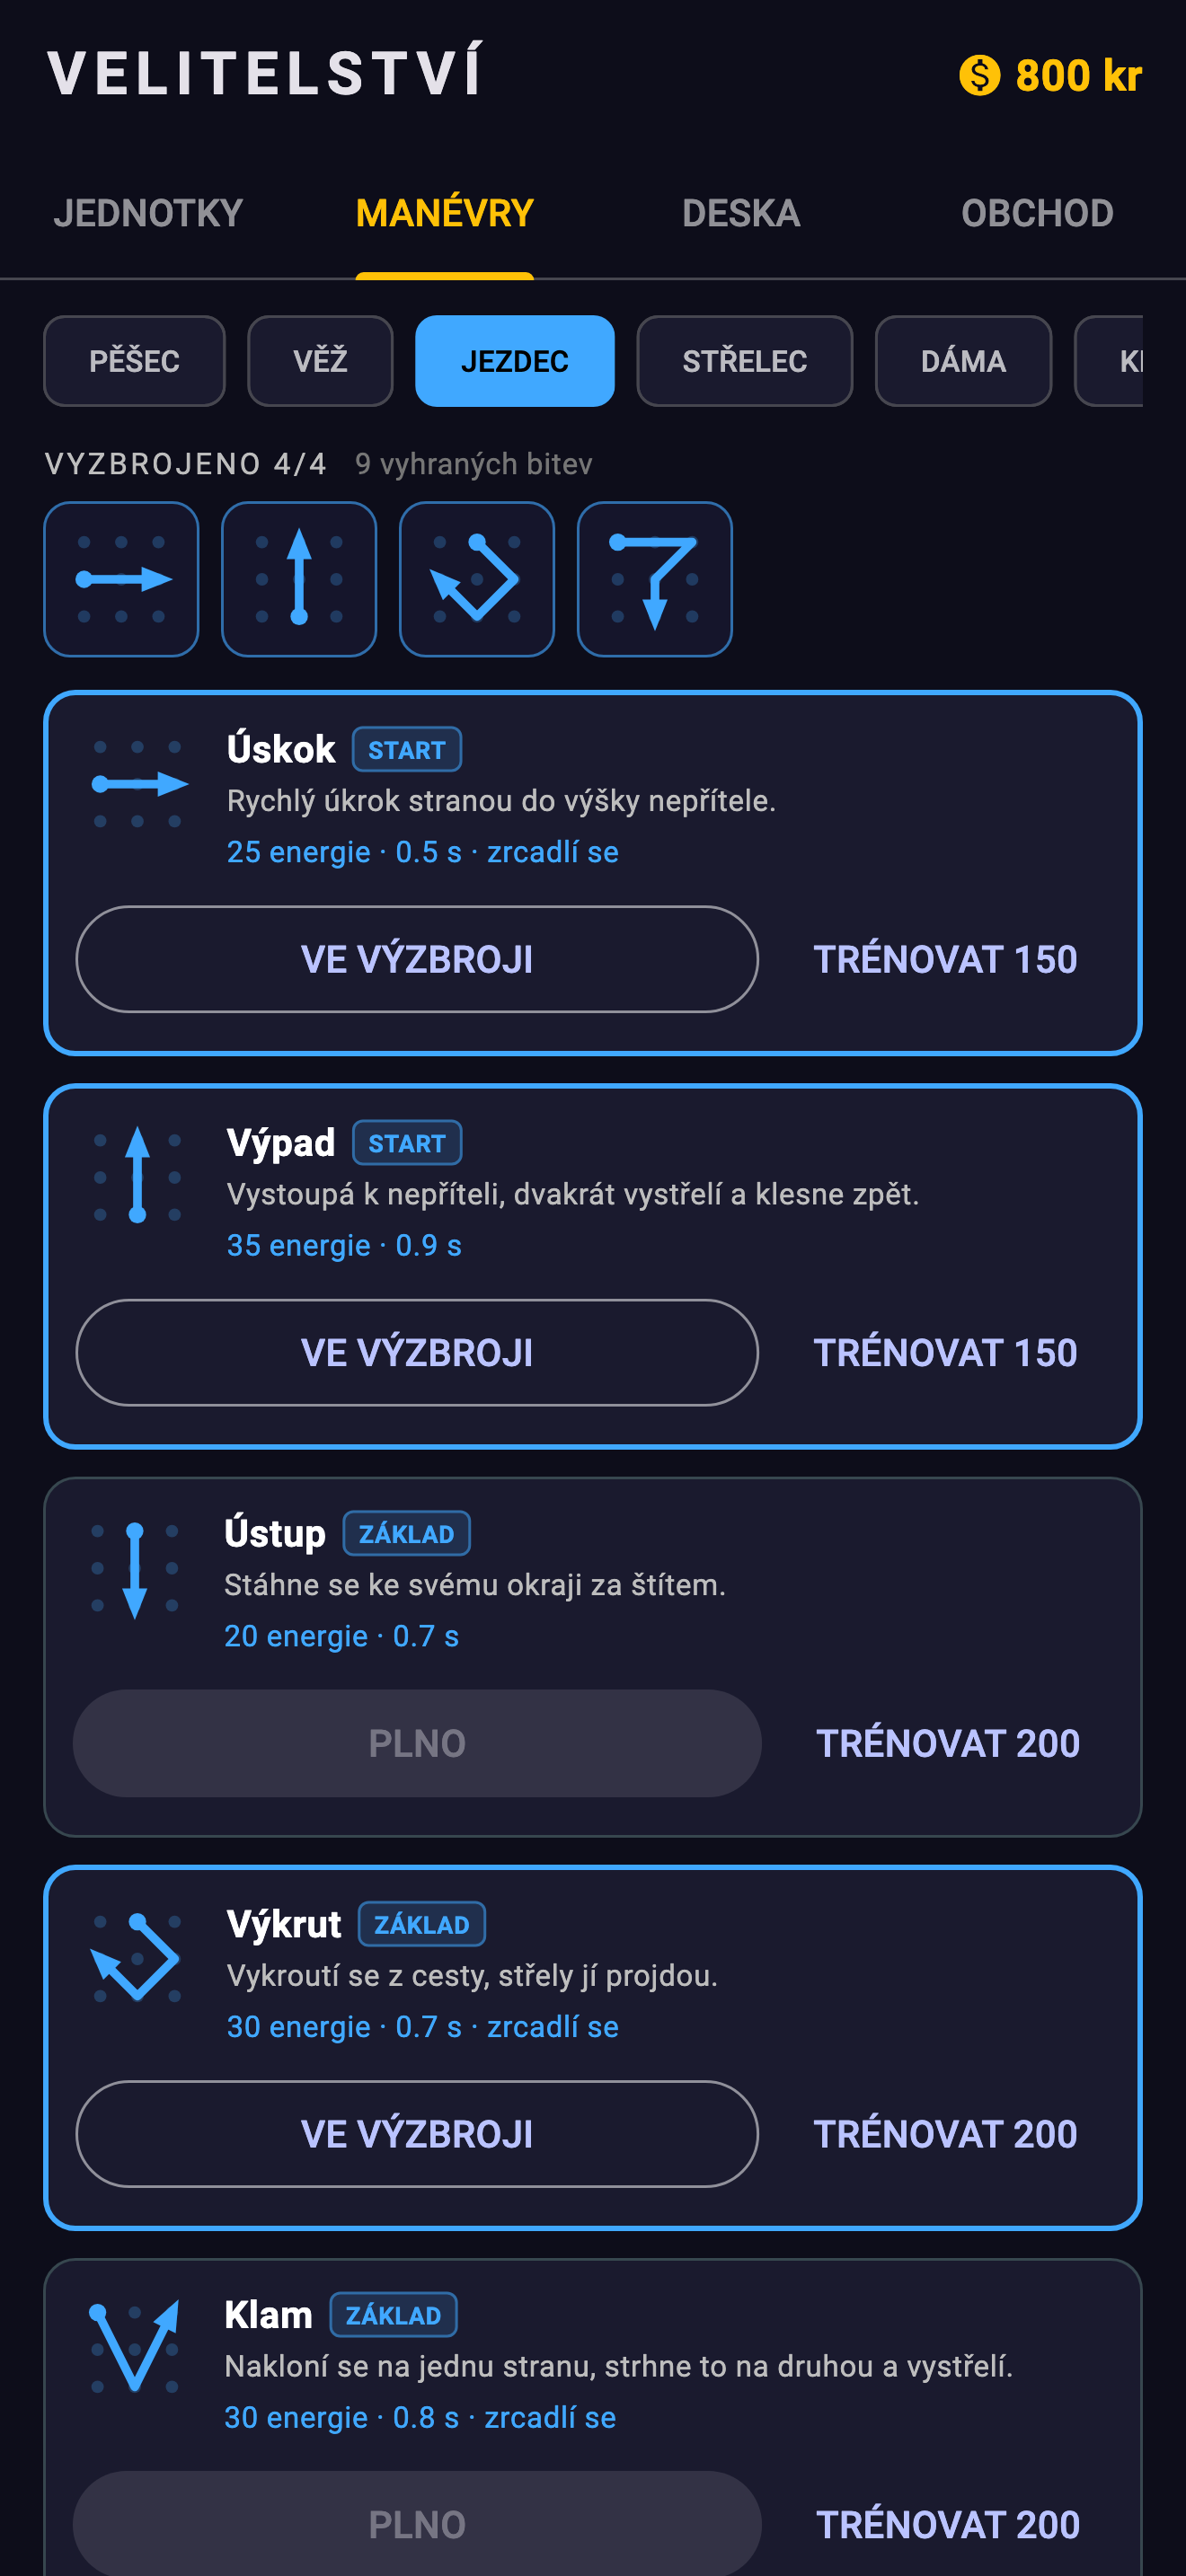 VELITELSTVÍ
800 kr
JEDNOTKY MANÉVRY DESKA OBCHOD
PĚŠEC VĚŽ JEZDEC STŘELEC DÁMA
VYZBROJENO 4/4 9 vyhraných bitev
Úskok START
Rychlý úkrok stranou do výšky nepřítele.
25 energie · 0.5 s · zrcadlí se
VE VÝZBROJI TRÉNOVAT 150
Výpad START
Vystoupá k nepříteli, dvakrát vystřelí a klesne zpět.
35 energie · 0.9 s
VE VÝZBROJI TRÉNOVAT 150
Ústup ZÁKLAD
Stáhne se ke svému okraji za štítem.
20 energie · 0.7 s
PLNO TRÉNOVAT 200
Výkrut ZÁKLAD
Vykroutí se z cesty, střely jí projdou.
30 energie · 0.7 s · zrcadlí se
VE VÝZBROJI TRÉNOVAT 200
Klam ZÁKLAD
Nakloní se na jednu stranu, strhne to na druhou a vystřelí.
30 energie · 0.8 s · zrcadlí se
PLNO TRÉNOVAT 200